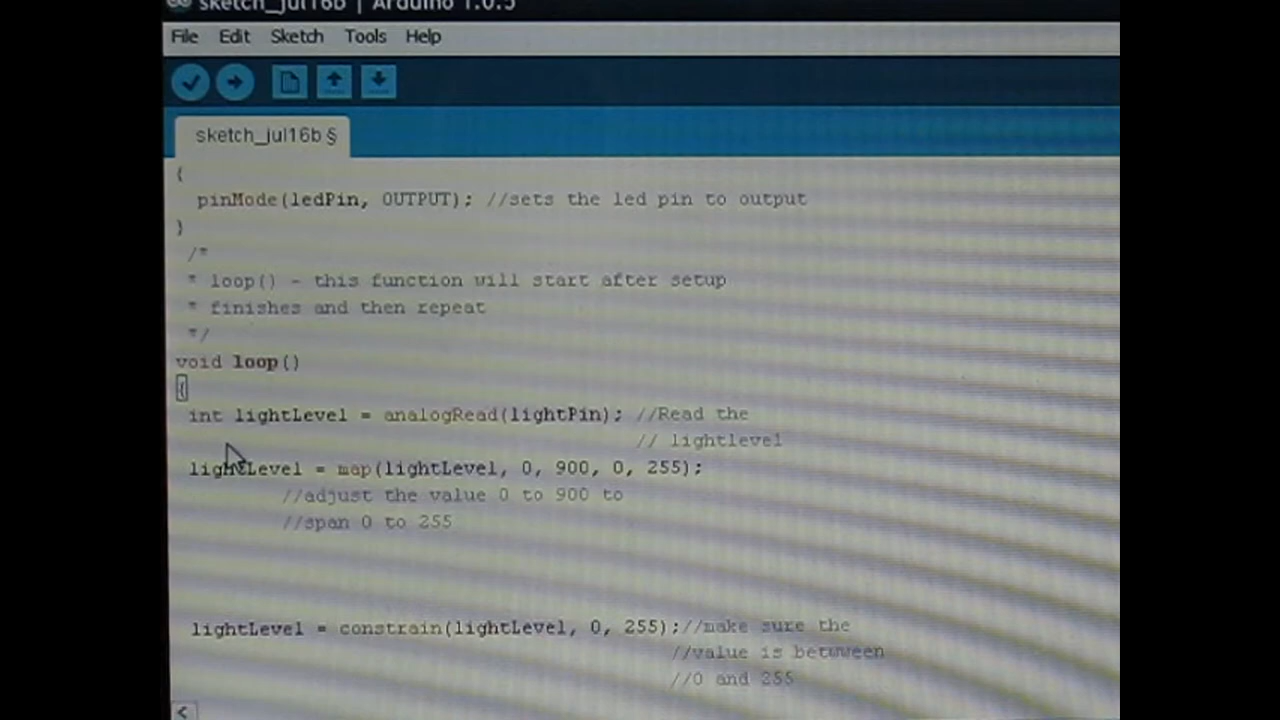 sketch_jul16b | Arduino 1.0.5
File Edit Sketch Tools Help
sketch_jul16b §
{
pinMode(ledPin, OUTPUT); //sets the led pin to output
}
/*
* loop() - this function will start after setup
* finishes and then repeat
*/
void loop()
{
int lightLevel = analogRead(lightPin); //Read the
// lightlevel
lightLevel = map(lightLevel, 0, 900, 0, 255);
//adjust the value 0 to 900 to
//span 0 to 255
lightLevel = constrain(lightLevel, 0, 255);//make sure the
//value is betwween
//0 and 255